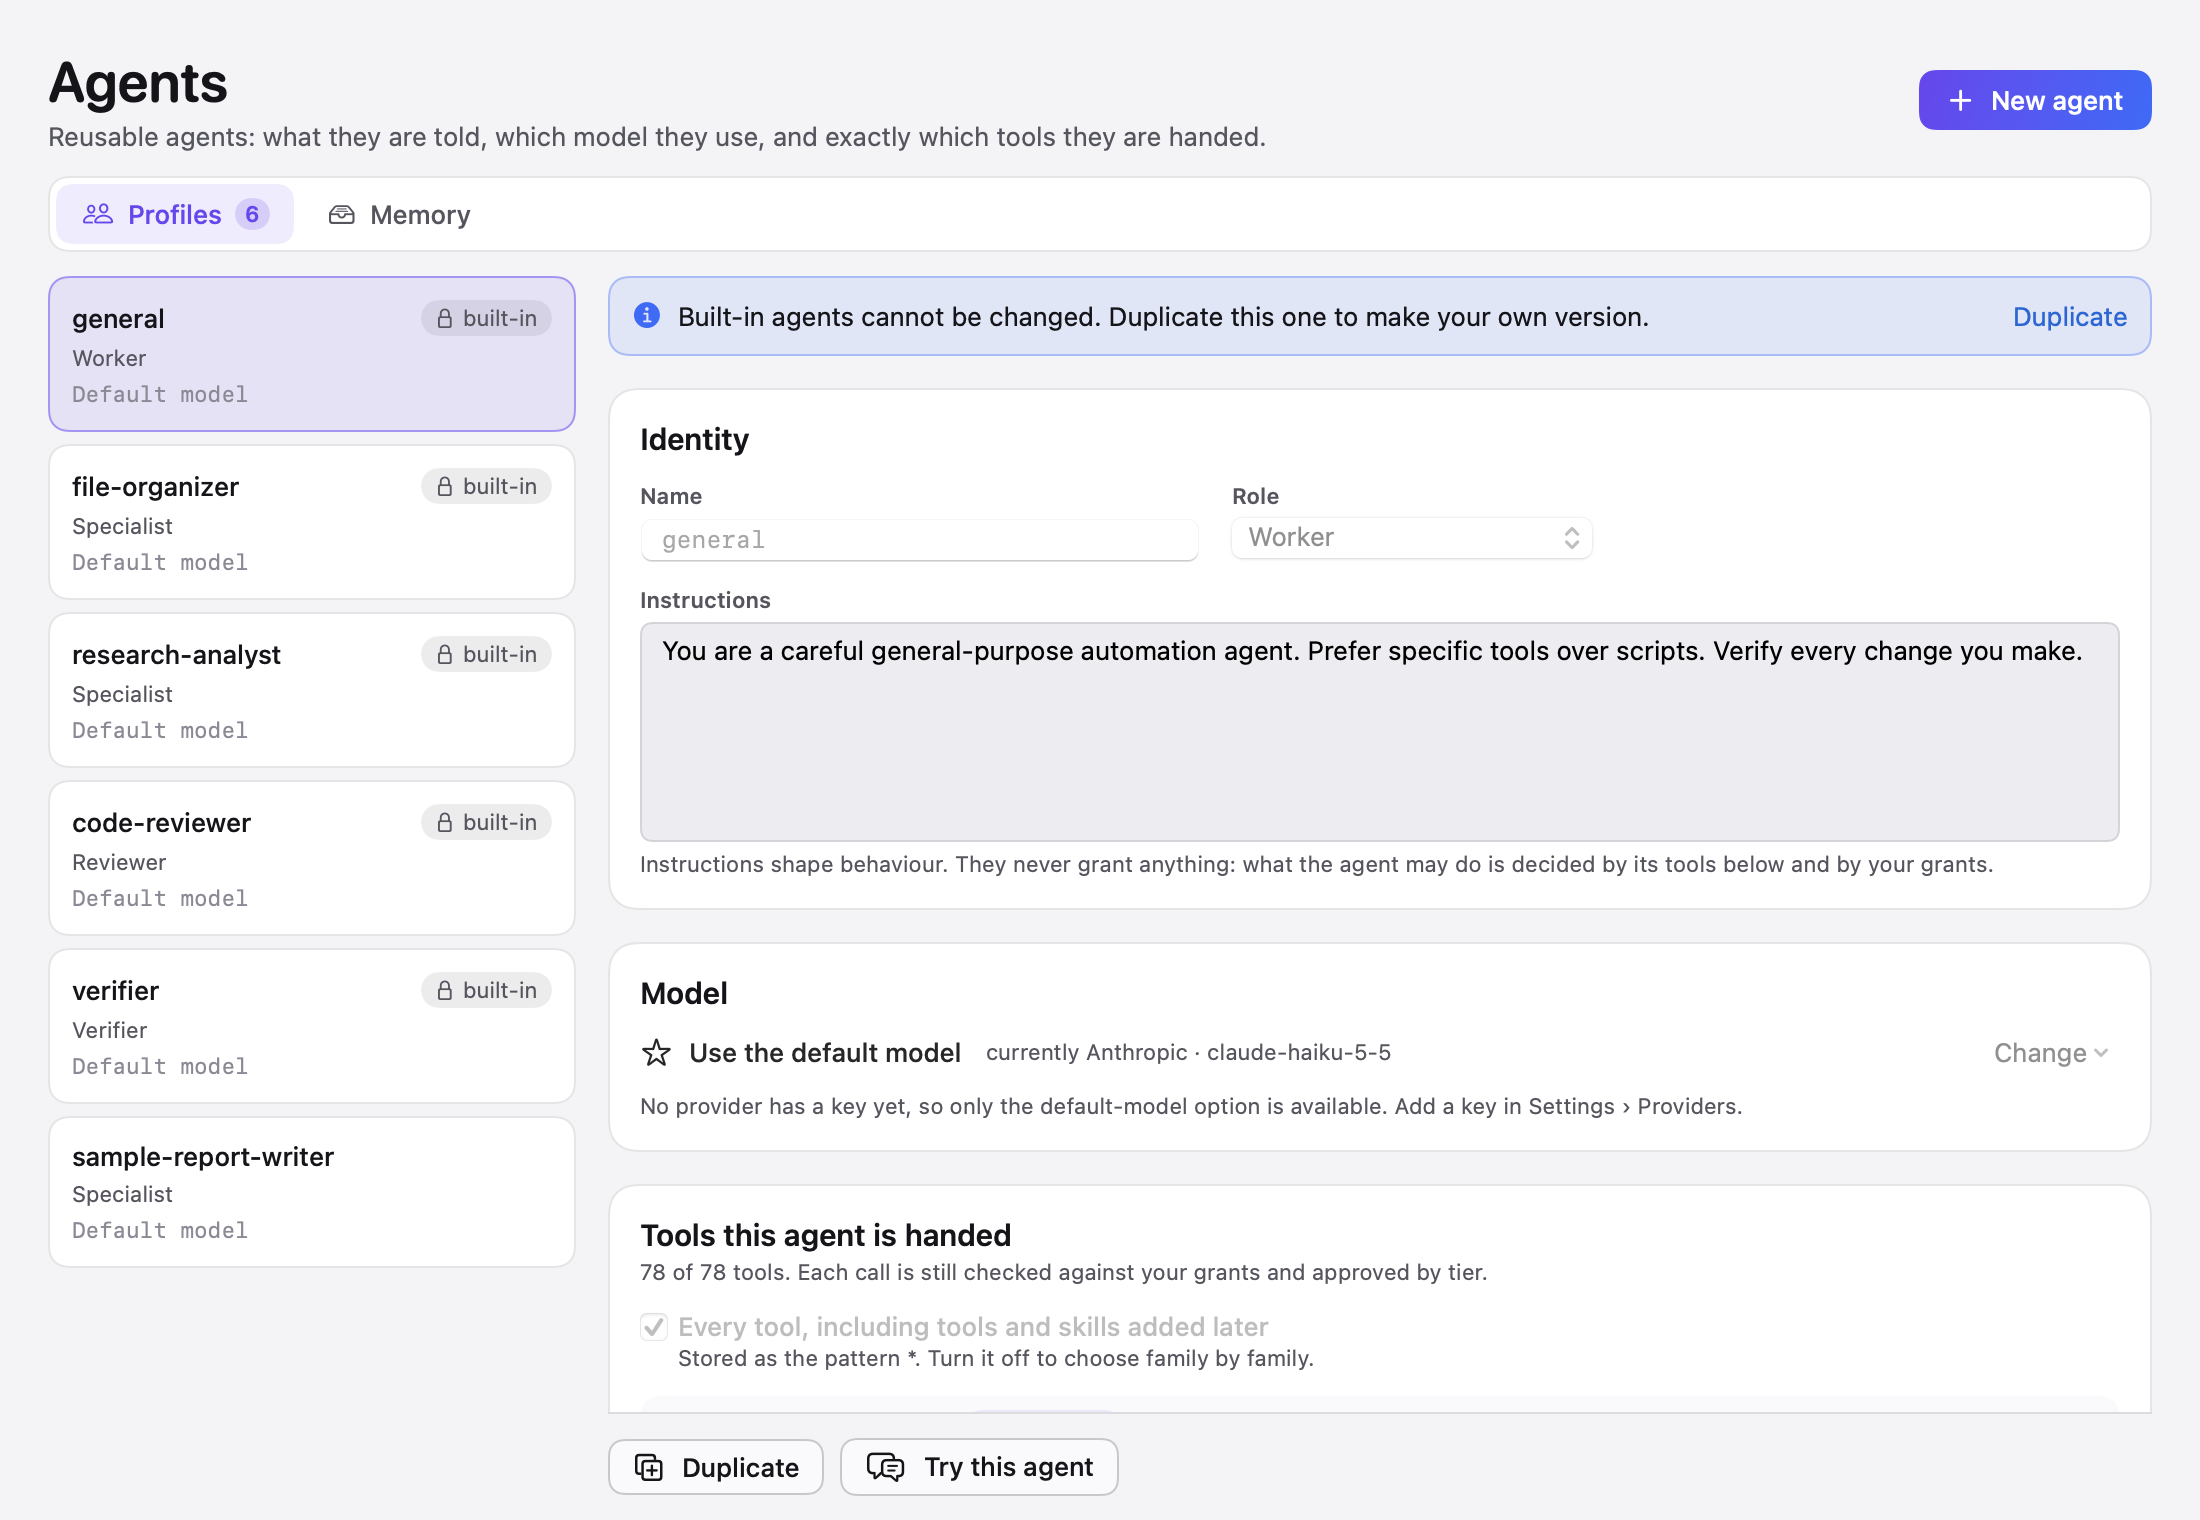 Agents
Reusable agents: what they are told, which model they use, and exactly which tools they are handed.
New agent
Profiles 6
Memory
general
built-in
Worker
Default model
file-organizer
built-in
Specialist
Default model
research-analyst
built-in
Specialist
Default model
code-reviewer
built-in
Reviewer
Default model
verifier
built-in
Verifier
Default model
sample-report-writer
Specialist
Default model
Built-in agents cannot be changed. Duplicate this one to make your own version.
Duplicate
Identity
Name
Role
general
Worker
Instructions
You are a careful general-purpose automation agent. Prefer specific tools over scripts. Verify every change you make.
Instructions shape behaviour. They never grant anything: what the agent may do is decided by its tools below and by your grants.
Model
Use the default model currently Anthropic · claude-haiku-5-5
Change
No provider has a key yet, so only the default-model option is available. Add a key in Settings › Providers.
Tools this agent is handed
78 of 78 tools. Each call is still checked against your grants and approved by tier.
Every tool, including tools and skills added later
Stored as the pattern *. Turn it off to choose family by family.
Duplicate
Try this agent